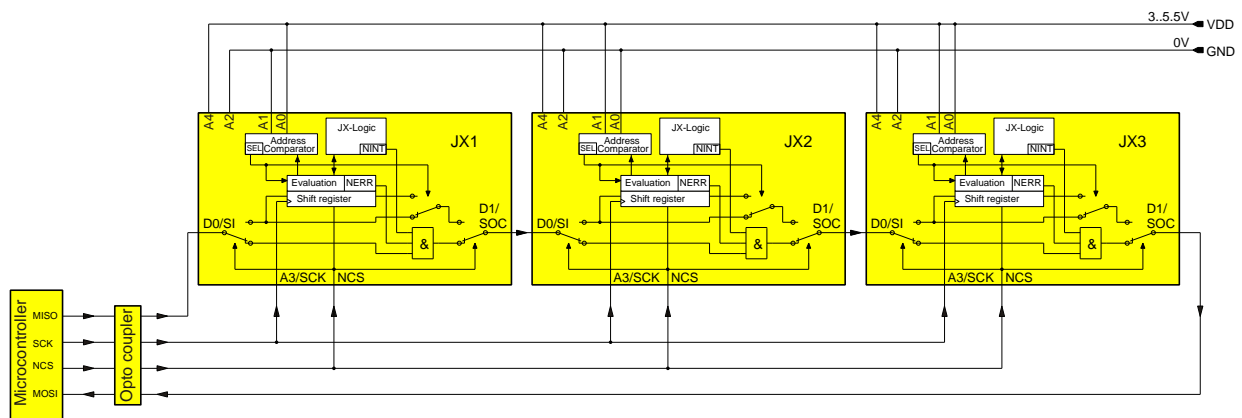 3..5.5V
VDD
0V
GND
A4
A2
A1
A0
SEL
Address
Comparator
JX-Logic
NINT
JX1
Evaluation
NERR
Shift register
D0/SI
&
D1/
SOC
A3/SCK
NCS
A4
A2
A1
A0
SEL
Address
Comparator
JX-Logic
NINT
JX2
Evaluation
NERR
Shift register
D0/SI
&
D1/
SOC
A3/SCK
NCS
A4
A2
A1
A0
SEL
Address
Comparator
JX-Logic
NINT
JX3
Evaluation
NERR
Shift register
D0/SI
&
D1/
SOC
A3/SCK
NCS
Microcontroller
MISO
SCK
NCS
MOSI
Opto coupler